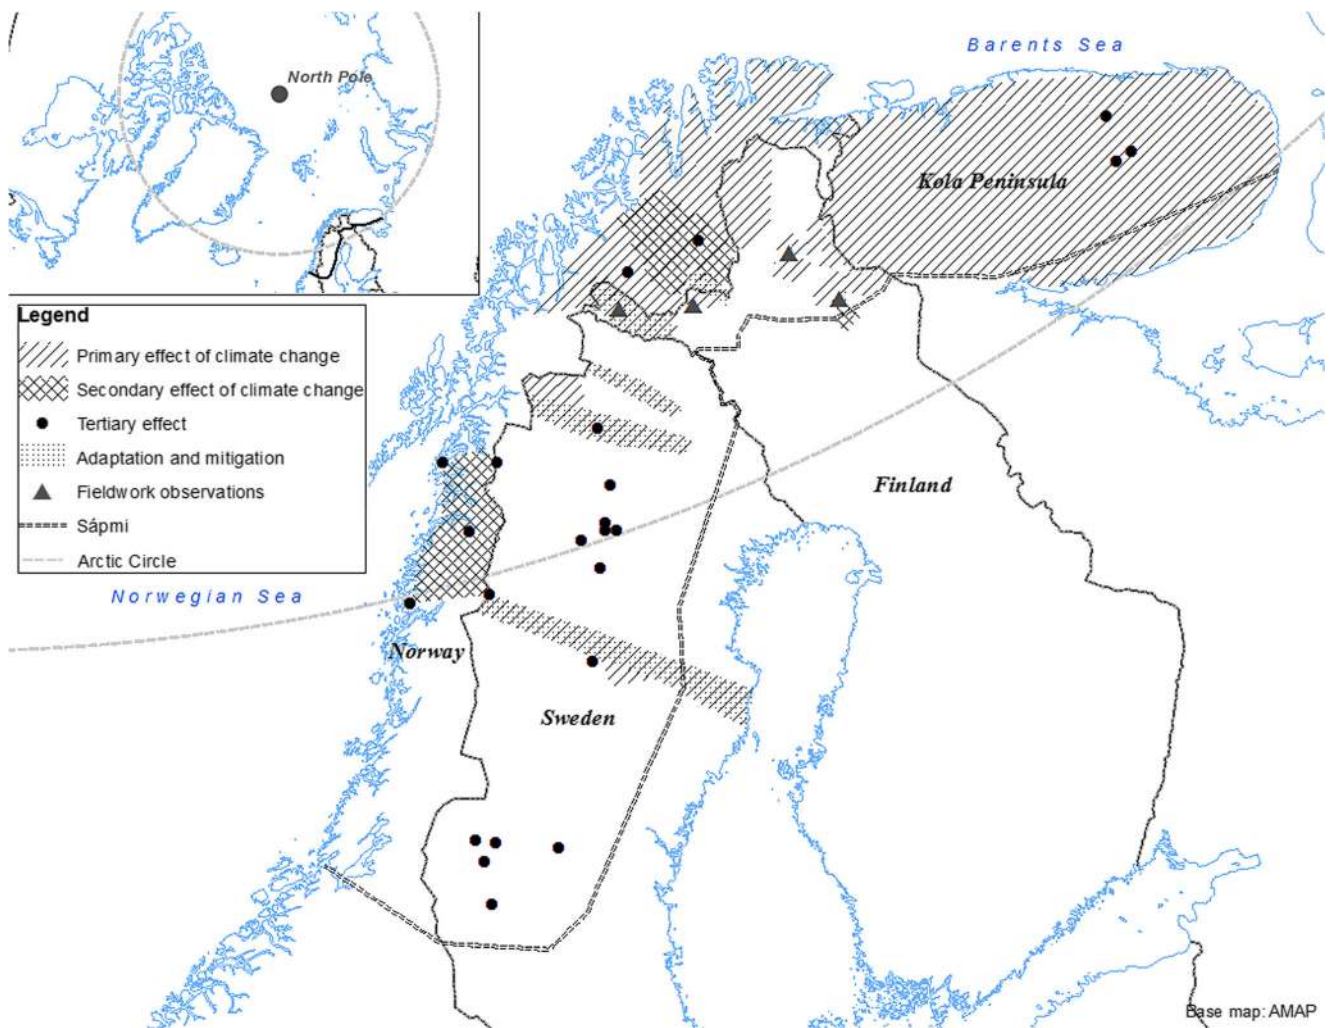 Barents Sea
North Pole
Kola Peninsula
Legend
Primary effect of climate change
Secondary effect of climate change
Tertiary effect
Adaptation and mitigation
Fieldwork observations
Sápmi
Arctic Circle
Finland
Norwegian Sea
Norway
Sweden
Base map: AMAP